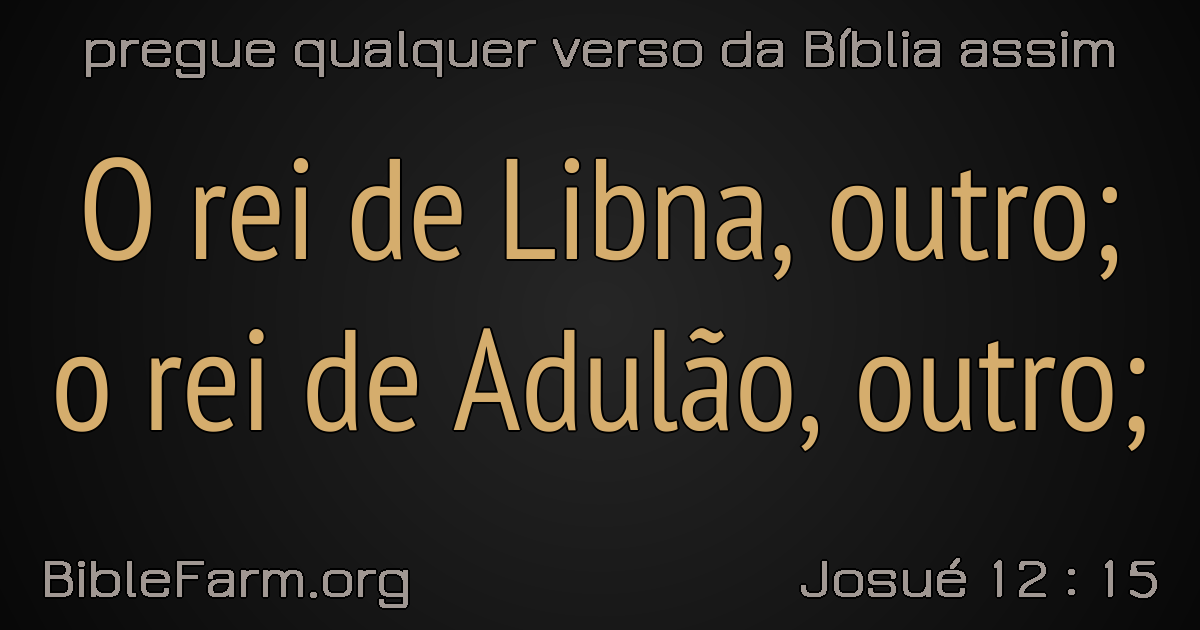 pregue qualquer verso da Bíblia assim
O rei de Libna, outro;
o rei de Adulão, outro;
BibleFarm.org
Josué 12 : 15